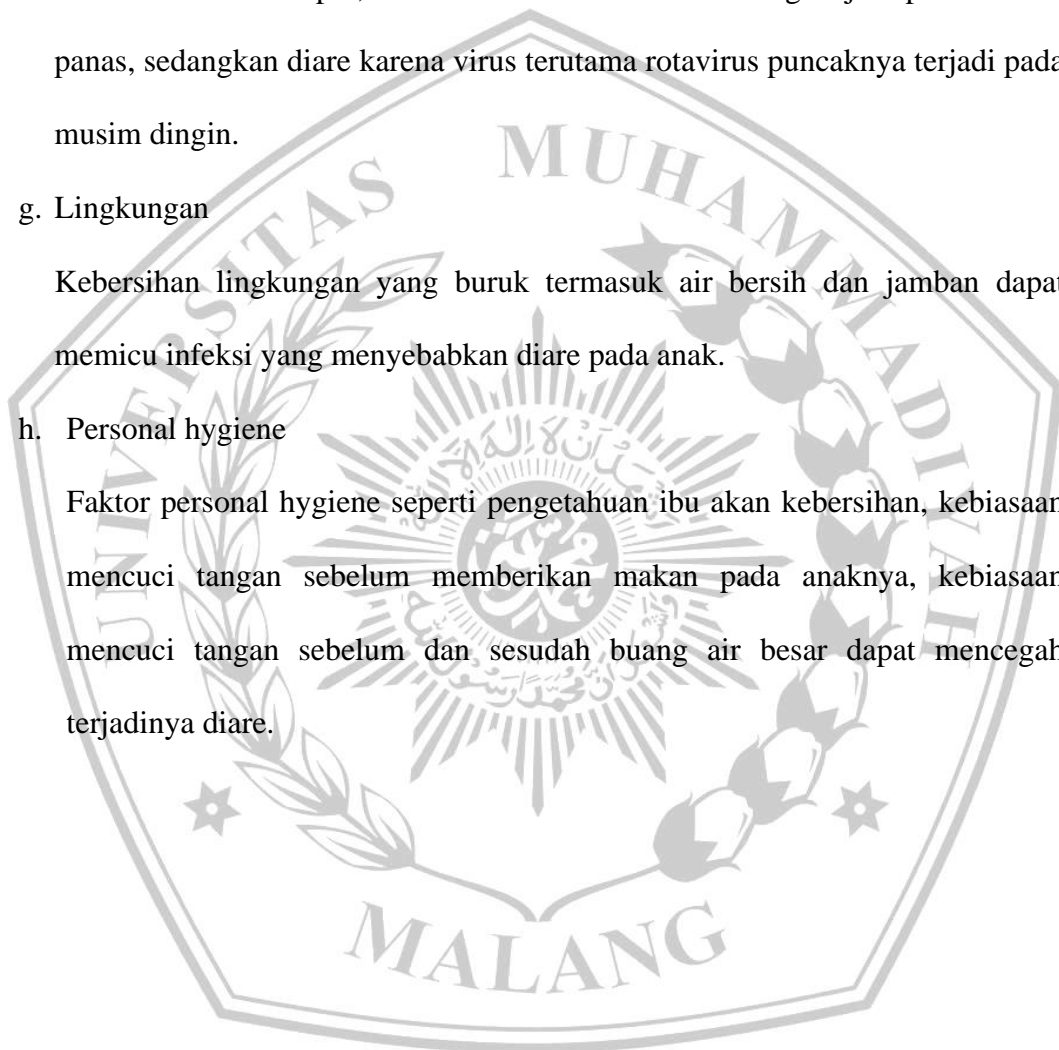 panas, sedangkan diare karena virus terutama rotavirus puncaknya terjadi pada
musim dingin.
g. Lingkungan
Kebersihan lingkungan yang buruk termasuk air bersih dan jamban dapat
memicu infeksi yang menyebabkan diare pada anak.
h. Personal hygiene
Faktor personal hygiene seperti pengetahuan ibu akan kebersihan, kebiasaan
mencuci tangan sebelum memberikan makan pada anaknya, kebiasaan
mencuci tangan sebelum dan sesudah buang air besar dapat mencegah
terjadinya diare.
UNIVERSITAS MUHAMMADIYAH
MALANG